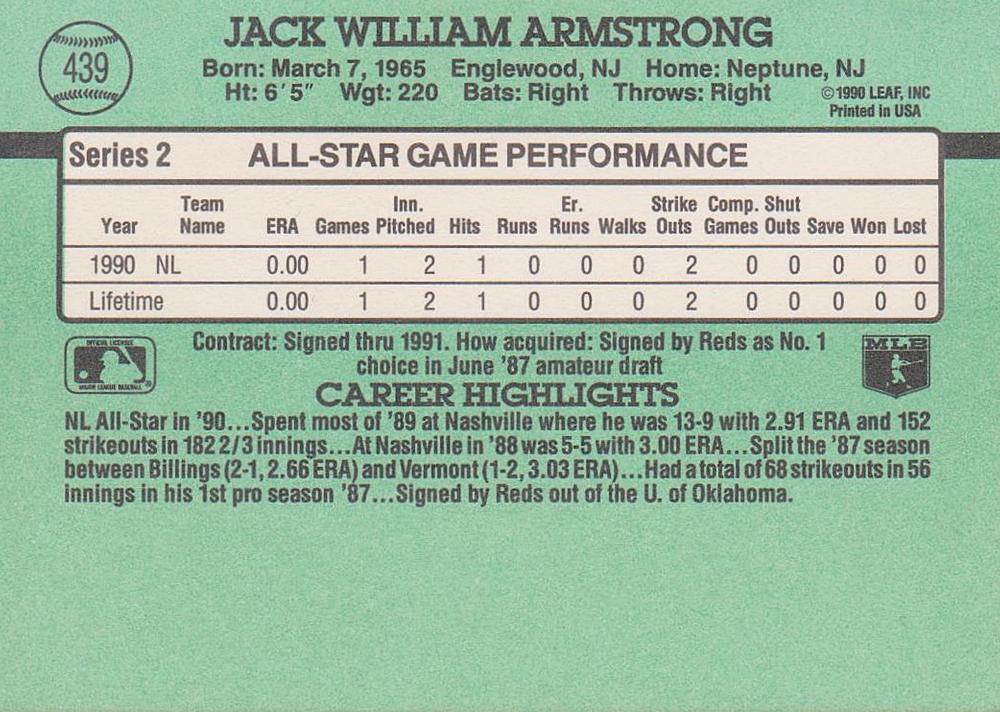 439
JACK WILLIAM ARMSTRONG
Born: March 7, 1965 Englewood, NJ Home: Neptune, NJ
Ht: 6'5" Wgt: 220 Bats: Right Throws: Right
©1990 LEAF, INC
Printed in USA
Series 2 ALL-STAR GAME PERFORMANCE
Year Team Name ERA Games Inn. Pitched Hits Runs Er. Runs Walks Strike Outs Comp. Games Shut Outs Save Won Lost
1990 NL 0.00 1 2 1 0 0 0 2 0 0 0 0 0
Lifetime 0.00 1 2 1 0 0 0 2 0 0 0 0 0
OFFICIAL LICENSEE
MAJOR LEAGUE BASEBALL
®
MLB
Contract: Signed thru 1991. How acquired: Signed by Reds as No. 1
choice in June '87 amateur draft
CAREER HIGHLIGHTS
NL All-Star in '90...Spent most of '89 at Nashville where he was 13-9 with 2.91 ERA and 152
strikeouts in 182 2/3 innings...At Nashville in '88 was 5-5 with 3.00 ERA...Split the '87 season
between Billings (2-1, 2.66 ERA) and Vermont (1-2, 3.03 ERA)...Had a total of 68 strikeouts in 56
innings in his 1st pro season '87...Signed by Reds out of the U. of Oklahoma.